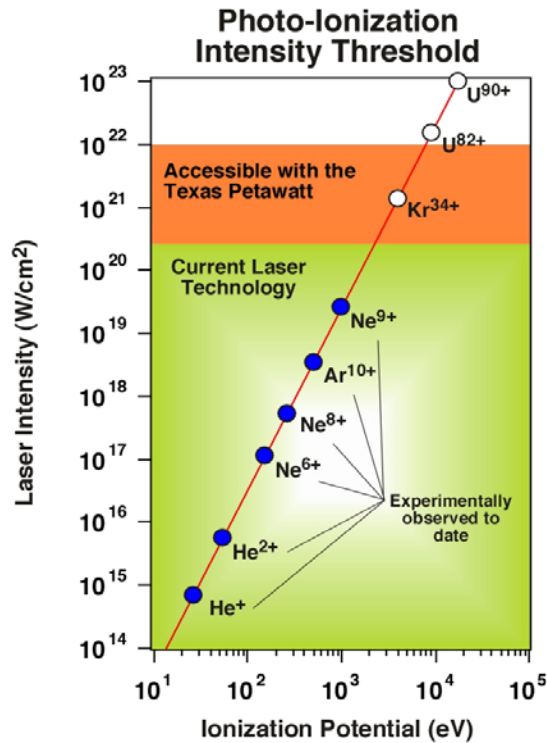 Photo-Ionization
Intensity Threshold
Laser Intensity (W/cm2)
10²³
10²²
10²¹
10²⁰
10¹⁹
10¹⁸
10¹⁷
10¹⁶
10¹⁵
10¹⁴
U⁹⁰⁺
U⁸²⁺
Accessible with the
Texas Petawatt
Kr³⁴⁺
Current Laser
Technology
Ne⁹⁺
Ar¹⁰⁺
Ne⁸⁺
Ne⁶⁺
Experimentally
observed to
date
He²⁺
He⁺
10¹ 10² 10³ 10⁴ 10⁵
Ionization Potential (eV)